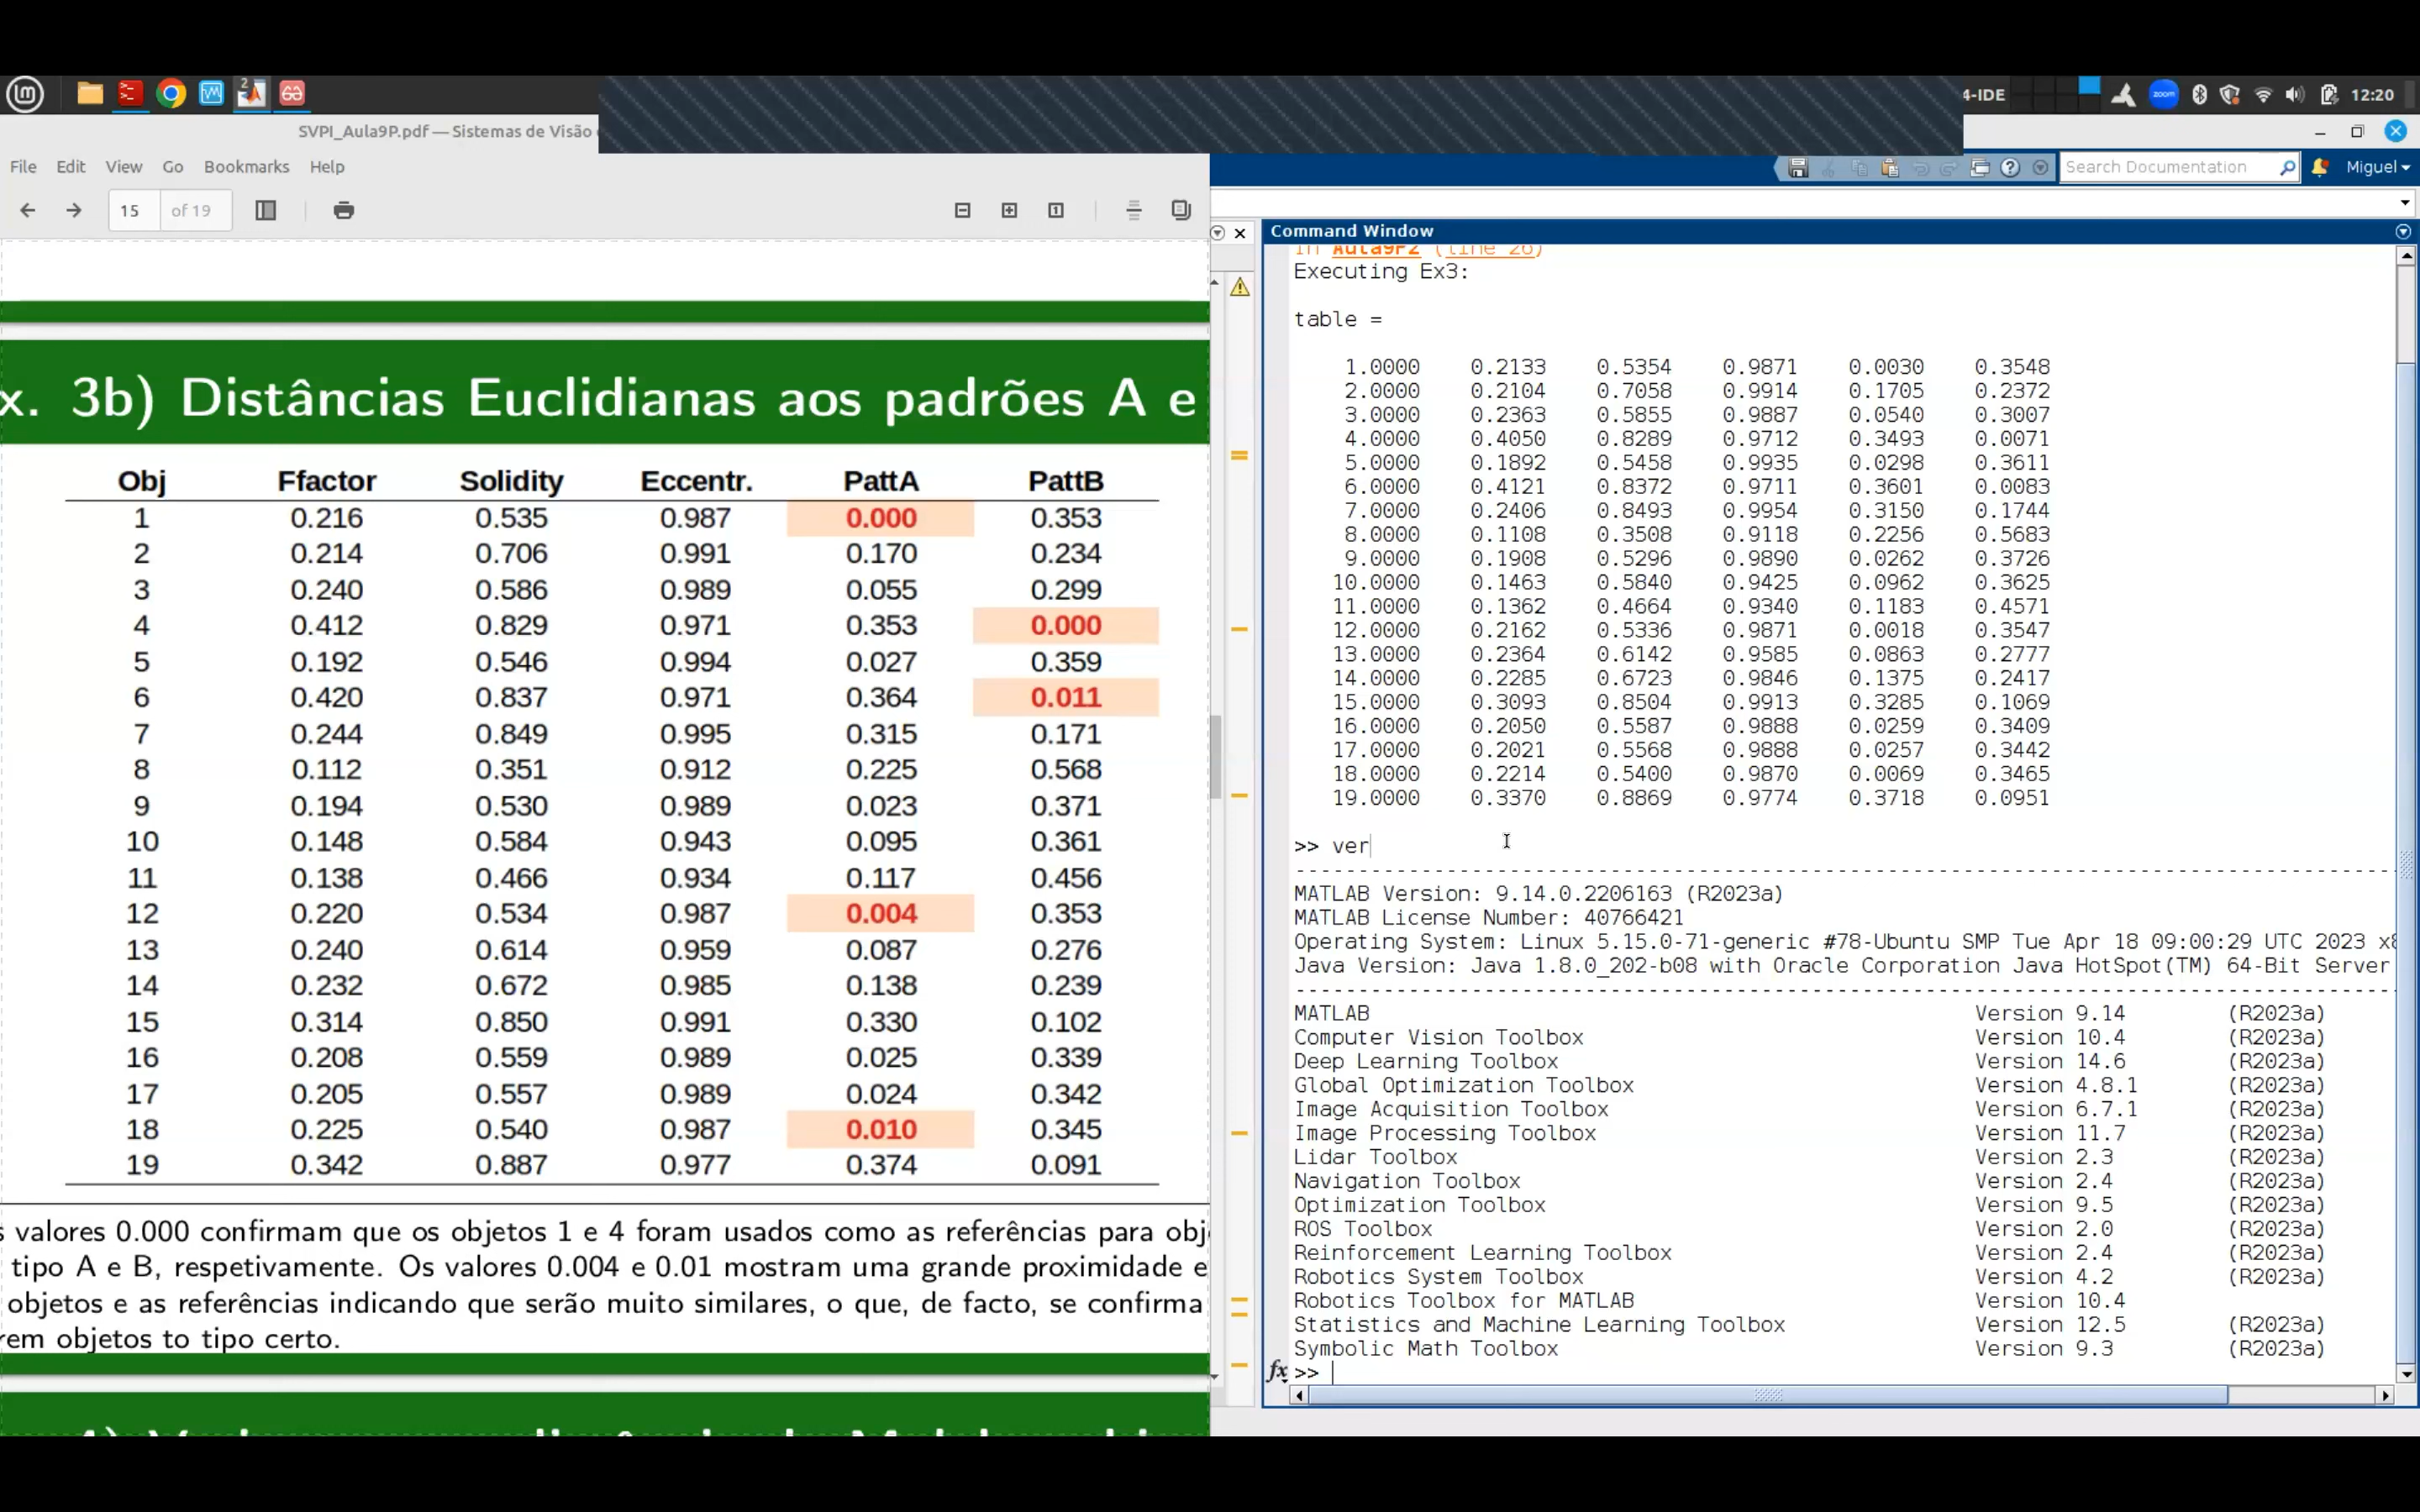 4-IDE
zoom
12:20
SVPI_Aula9P.pdf — Sistemas de Visão
File Edit View Go Bookmarks Help
15 of 19
x. 3b) Distâncias Euclidianas aos padrões A e
Obj Ffactor Solidity Eccentr. PattA PattB
1 0.216 0.535 0.987 0.000 0.353
2 0.214 0.706 0.991 0.170 0.234
3 0.240 0.586 0.989 0.055 0.299
4 0.412 0.829 0.971 0.353 0.000
5 0.192 0.546 0.994 0.027 0.359
6 0.420 0.837 0.971 0.364 0.011
7 0.244 0.849 0.995 0.315 0.171
8 0.112 0.351 0.912 0.225 0.568
9 0.194 0.530 0.989 0.023 0.371
10 0.148 0.584 0.943 0.095 0.361
11 0.138 0.466 0.934 0.117 0.456
12 0.220 0.534 0.987 0.004 0.353
13 0.240 0.614 0.959 0.087 0.276
14 0.232 0.672 0.985 0.138 0.239
15 0.314 0.850 0.991 0.330 0.102
16 0.208 0.559 0.989 0.025 0.339
17 0.205 0.557 0.989 0.024 0.342
18 0.225 0.540 0.987 0.010 0.345
19 0.342 0.887 0.977 0.374 0.091
s valores 0.000 confirmam que os objetos 1 e 4 foram usados como as referências para obj
tipo A e B, respetivamente. Os valores 0.004 e 0.01 mostram uma grande proximidade e
objetos e as referências indicando que serão muito similares, o que, de facto, se confirma
rem objetos to tipo certo.
Search Documentation
Miguel
Command Window
In Aula9P2 (line 26)
Executing Ex3:
table =
1.0000 0.2133 0.5354 0.9871 0.0030 0.3548
2.0000 0.2104 0.7058 0.9914 0.1705 0.2372
3.0000 0.2363 0.5855 0.9887 0.0540 0.3007
4.0000 0.4050 0.8289 0.9712 0.3493 0.0071
5.0000 0.1892 0.5458 0.9935 0.0298 0.3611
6.0000 0.4121 0.8372 0.9711 0.3601 0.0083
7.0000 0.2406 0.8493 0.9954 0.3150 0.1744
8.0000 0.1108 0.3508 0.9118 0.2256 0.5683
9.0000 0.1908 0.5296 0.9890 0.0262 0.3726
10.0000 0.1463 0.5840 0.9425 0.0962 0.3625
11.0000 0.1362 0.4664 0.9340 0.1183 0.4571
12.0000 0.2162 0.5336 0.9871 0.0018 0.3547
13.0000 0.2364 0.6142 0.9585 0.0863 0.2777
14.0000 0.2285 0.6723 0.9846 0.1375 0.2417
15.0000 0.3093 0.8504 0.9913 0.3285 0.1069
16.0000 0.2050 0.5587 0.9888 0.0259 0.3409
17.0000 0.2021 0.5568 0.9888 0.0257 0.3442
18.0000 0.2214 0.5400 0.9870 0.0069 0.3465
19.0000 0.3370 0.8869 0.9774 0.3718 0.0951
>> ver
MATLAB Version: 9.14.0.2206163 (R2023a)
MATLAB License Number: 40766421
Operating System: Linux 5.15.0-71-generic #78-Ubuntu SMP Tue Apr 18 09:00:29 UTC 2023 x8
Java Version: Java 1.8.0_202-b08 with Oracle Corporation Java HotSpot(TM) 64-Bit Server
MATLAB Version 9.14 (R2023a)
Computer Vision Toolbox Version 10.4 (R2023a)
Deep Learning Toolbox Version 14.6 (R2023a)
Global Optimization Toolbox Version 4.8.1 (R2023a)
Image Acquisition Toolbox Version 6.7.1 (R2023a)
Image Processing Toolbox Version 11.7 (R2023a)
Lidar Toolbox Version 2.3 (R2023a)
Navigation Toolbox Version 2.4 (R2023a)
Optimization Toolbox Version 9.5 (R2023a)
ROS Toolbox Version 2.0 (R2023a)
Reinforcement Learning Toolbox Version 2.4 (R2023a)
Robotics System Toolbox Version 4.2 (R2023a)
Robotics Toolbox for MATLAB Version 10.4
Statistics and Machine Learning Toolbox Version 12.5 (R2023a)
Symbolic Math Toolbox Version 9.3 (R2023a)
fx >>